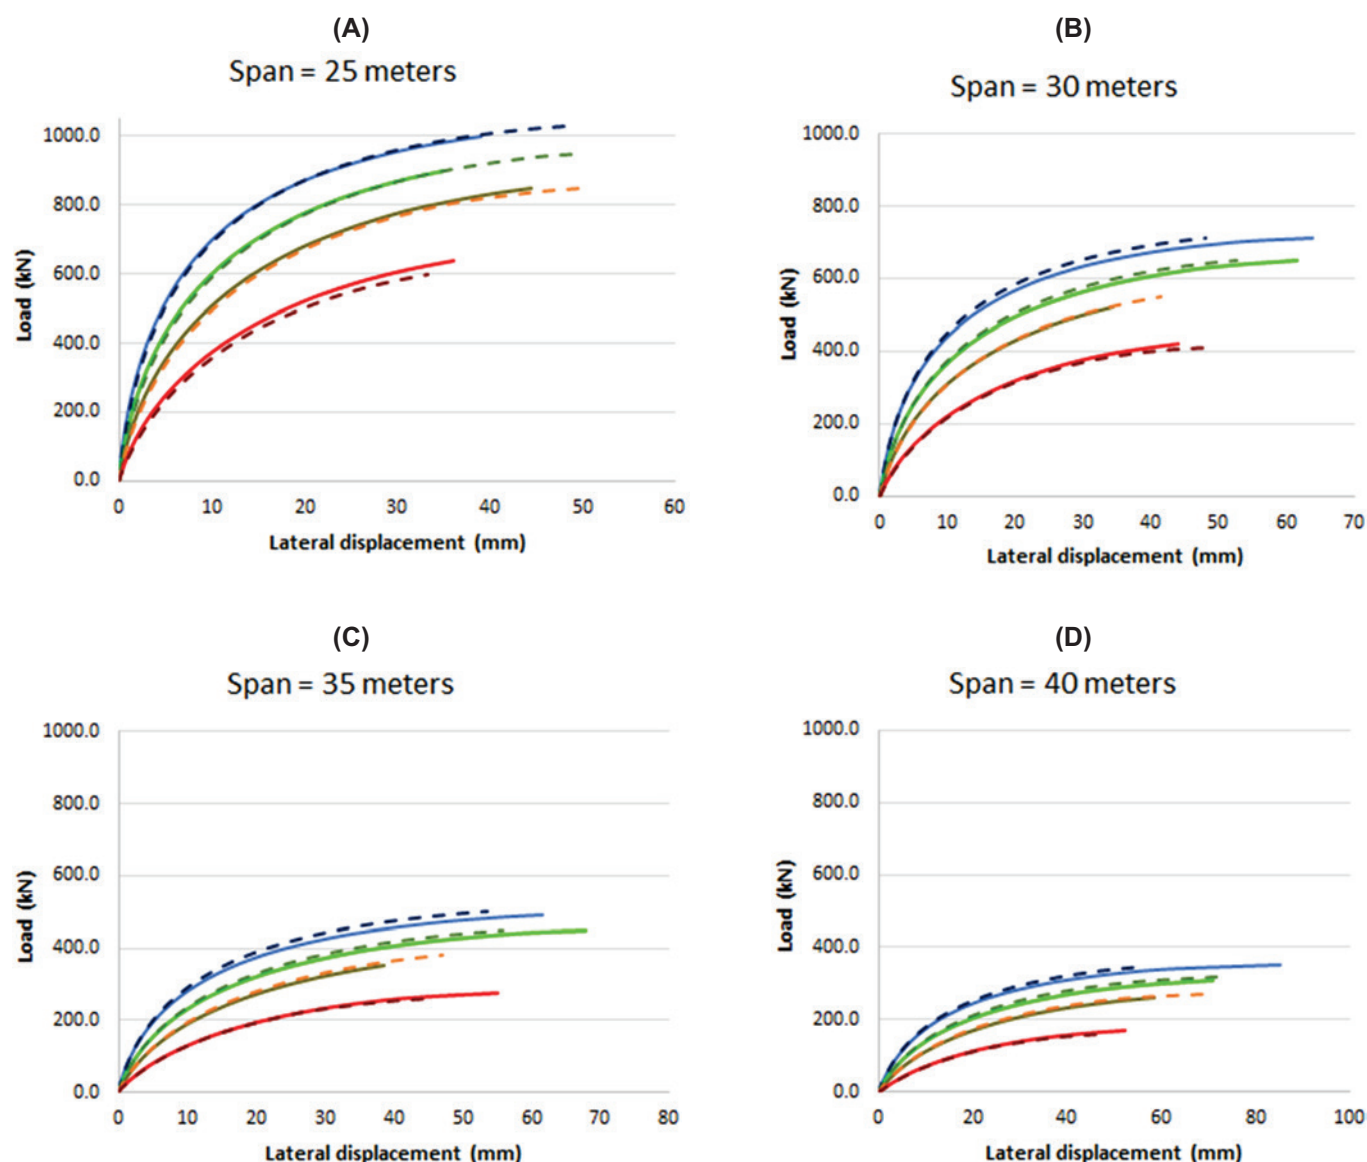 (A)
Span = 25 meters
1000.0
800.0
600.0
400.0
200.0
0.0
Load (kN)
0 10 20 30 40 50 60
Lateral displacement (mm)
(B)
Span = 30 meters
1000.0
800.0
600.0
400.0
200.0
0.0
Load (kN)
0 10 20 30 40 50 60 70
Lateral displacement (mm)
(C)
Span = 35 meters
1000.0
800.0
600.0
400.0
200.0
0.0
Load (kN)
0 10 20 30 40 50 60 70 80
Lateral displacement (mm)
(D)
Span = 40 meters
1000.0
800.0
600.0
400.0
200.0
0.0
Load (kN)
0 20 40 60 80 100
Lateral displacement (mm)